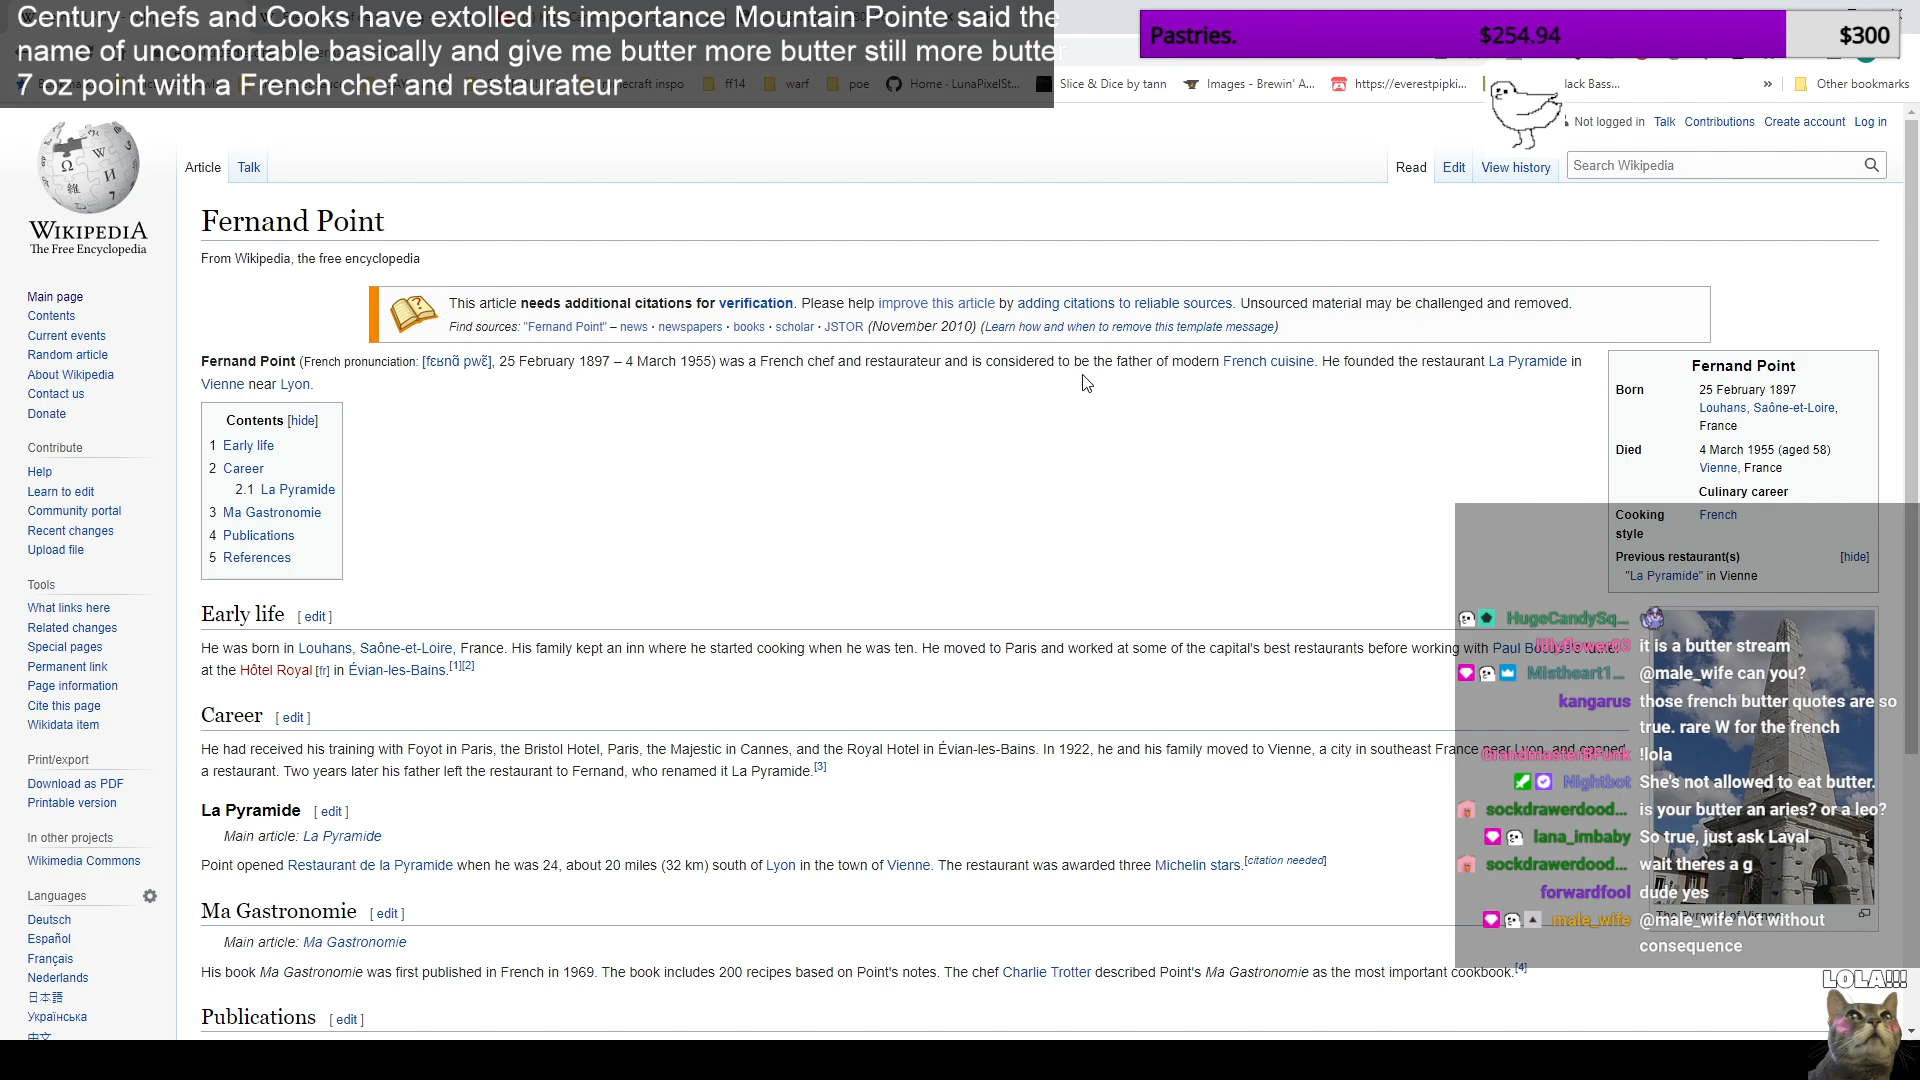 Century chefs and Cooks have extolled its importance Mountain Pointe said the
name of uncomfortable basically and give me butter more butter still more butter
7 oz point with a French chef and restaurateur
Pastries. $254.94 $300
ff14 warf poe Home · LunaPixelSt... Slice & Dice by tann Images - Brewin' A... https://everestpipki... lack Bass... » Other bookmarks
Not logged in Talk Contributions Create account Log in
Article Talk Read Edit View history Search Wikipedia
WIKIPEDIA
The Free Encyclopedia
Main page
Contents
Current events
Random article
About Wikipedia
Contact us
Donate
Contribute
Help
Learn to edit
Community portal
Recent changes
Upload file
Tools
What links here
Related changes
Special pages
Permanent link
Page information
Cite this page
Wikidata item
Print/export
Download as PDF
Printable version
In other projects
Wikimedia Commons
Languages
Deutsch
Español
Français
Nederlands
日本語
Українська
中文
Fernand Point
From Wikipedia, the free encyclopedia
This article needs additional citations for verification. Please help improve this article by adding citations to reliable sources. Unsourced material may be challenged and removed.
Find sources: "Fernand Point" – news · newspapers · books · scholar · JSTOR (November 2010) (Learn how and when to remove this template message)
Fernand Point (French pronunciation: [fɛʁnɑ̃ pwɛ̃], 25 February 1897 – 4 March 1955) was a French chef and restaurateur and is considered to be the father of modern French cuisine. He founded the restaurant La Pyramide in
Vienne near Lyon.
Contents [hide]
1 Early life
2 Career
2.1 La Pyramide
3 Ma Gastronomie
4 Publications
5 References
Fernand Point
Born 25 February 1897
Louhans, Saône-et-Loire,
France
Died 4 March 1955 (aged 58)
Vienne, France
Culinary career
Cooking style French
Previous restaurant(s) [hide]
"La Pyramide" in Vienne
Early life [ edit ]
He was born in Louhans, Saône-et-Loire, France. His family kept an inn where he started cooking when he was ten. He moved to Paris and worked at some of the capital's best restaurants before working with Paul
at the Hôtel Royal [fr] in Évian-les-Bains.[1][2]
Career [ edit ]
He had received his training with Foyot in Paris, the Bristol Hotel, Paris, the Majestic in Cannes, and the Royal Hotel in Évian-les-Bains. In 1922, he and his family moved to Vienne, a city in southeast France near Lyon, and opened
a restaurant. Two years later his father left the restaurant to Fernand, who renamed it La Pyramide.[3]
La Pyramide [ edit ]
Main article: La Pyramide
Point opened Restaurant de la Pyramide when he was 24, about 20 miles (32 km) south of Lyon in the town of Vienne. The restaurant was awarded three Michelin stars.[citation needed]
Ma Gastronomie [ edit ]
Main article: Ma Gastronomie
His book Ma Gastronomie was first published in French in 1969. The book includes 200 recipes based on Point's notes. The chef Charlie Trotter described Point's Ma Gastronomie as the most important cookbook.[4]
Publications [ edit ]
HugeCandySq...
lillyflower03 it is a butter stream
Mistheart1... @male_wife can you?
kangarus those french butter quotes are so
true. rare W for the french
GrandmasterBFunk !lola
Nightbot She's not allowed to eat butter.
sockdrawerdood... is your butter an aries? or a leo?
lana_imbaby So true, just ask Laval
sockdrawerdood... wait theres a g
forwardfool dude yes
The Pyramid of Vienne
male_wife @male_wife not without
consequence
LOLA!!!